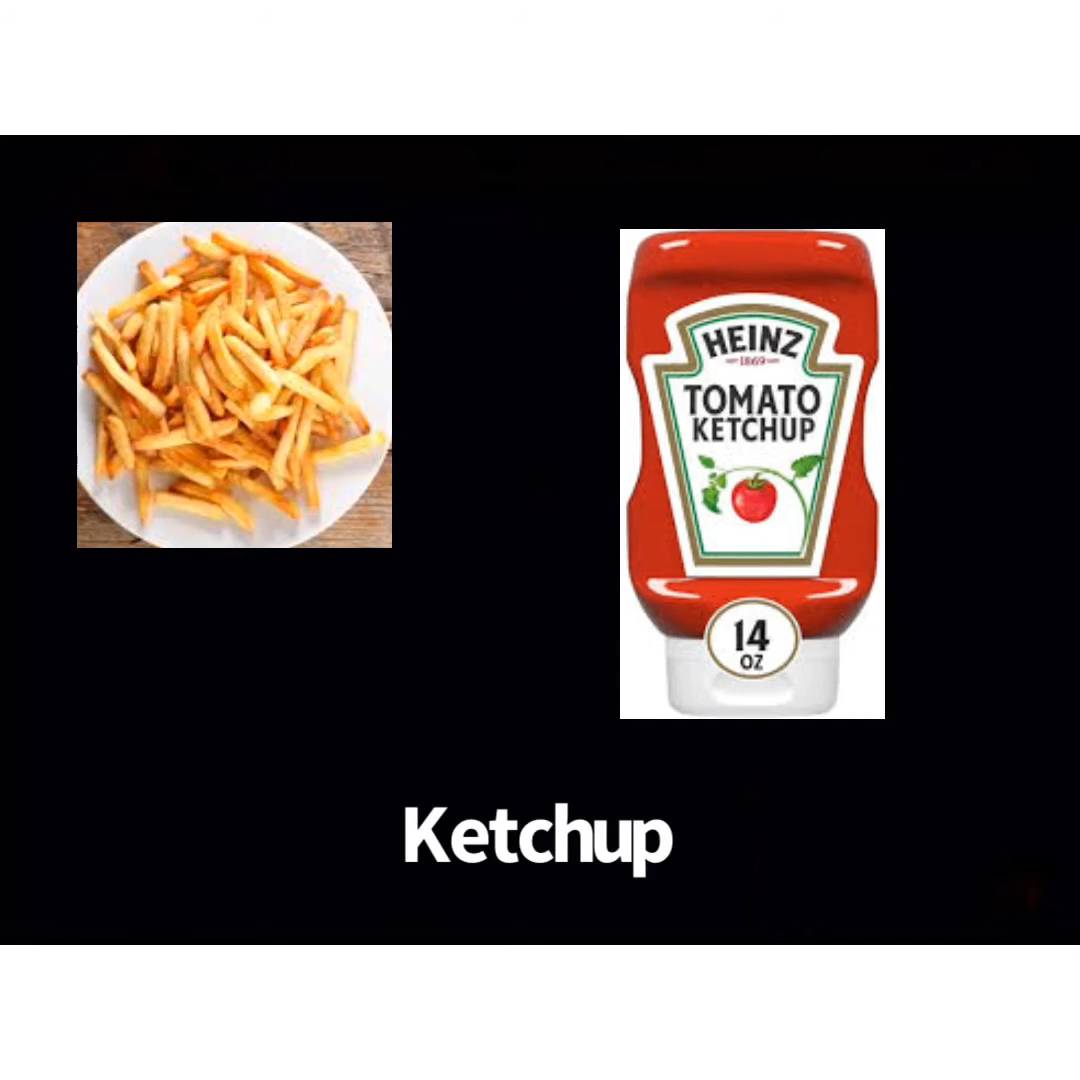 HEINZ
1869
TOMATO
KETCHUP
14
OZ
Ketchup